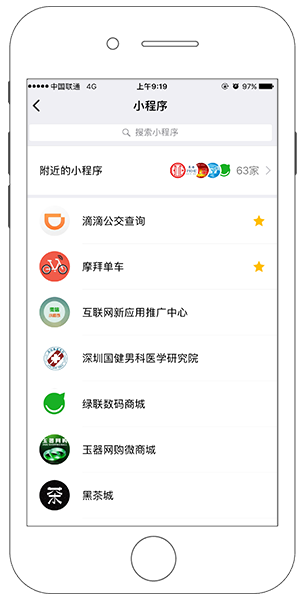 中国联通 4G 上午9:19 97%
小程序
搜索小程序
附近的小程序 63家
滴滴公交查询
摩拜单车
互联网新应用推广中心
深圳国健男科医学研究院
绿联数码商城
玉器网购微商城
茶 黑茶城